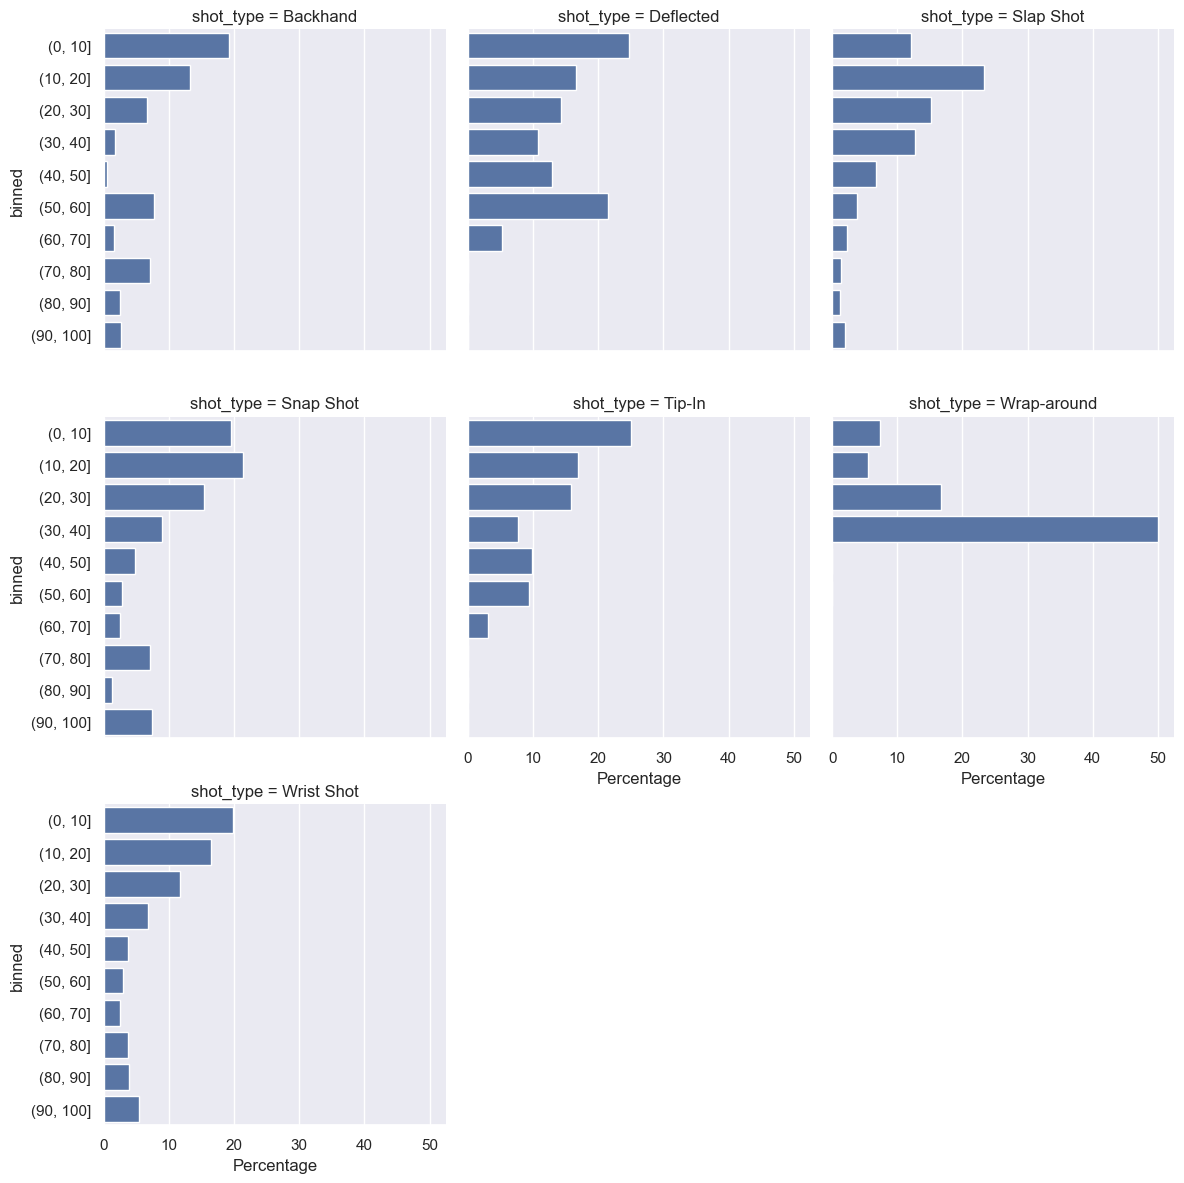 shot_type = Backhand
shot_type = Deflected
shot_type = Slap Shot
binned
(0, 10]
(10, 20]
(20, 30]
(30, 40]
(40, 50]
(50, 60]
(60, 70]
(70, 80]
(80, 90]
(90, 100]
shot_type = Snap Shot
shot_type = Tip-In
shot_type = Wrap-around
binned
(0, 10]
(10, 20]
(20, 30]
(30, 40]
(40, 50]
(50, 60]
(60, 70]
(70, 80]
(80, 90]
(90, 100]
0 10 20 30 40 50
Percentage
0 10 20 30 40 50
Percentage
shot_type = Wrist Shot
binned
(0, 10]
(10, 20]
(20, 30]
(30, 40]
(40, 50]
(50, 60]
(60, 70]
(70, 80]
(80, 90]
(90, 100]
0 10 20 30 40 50
Percentage